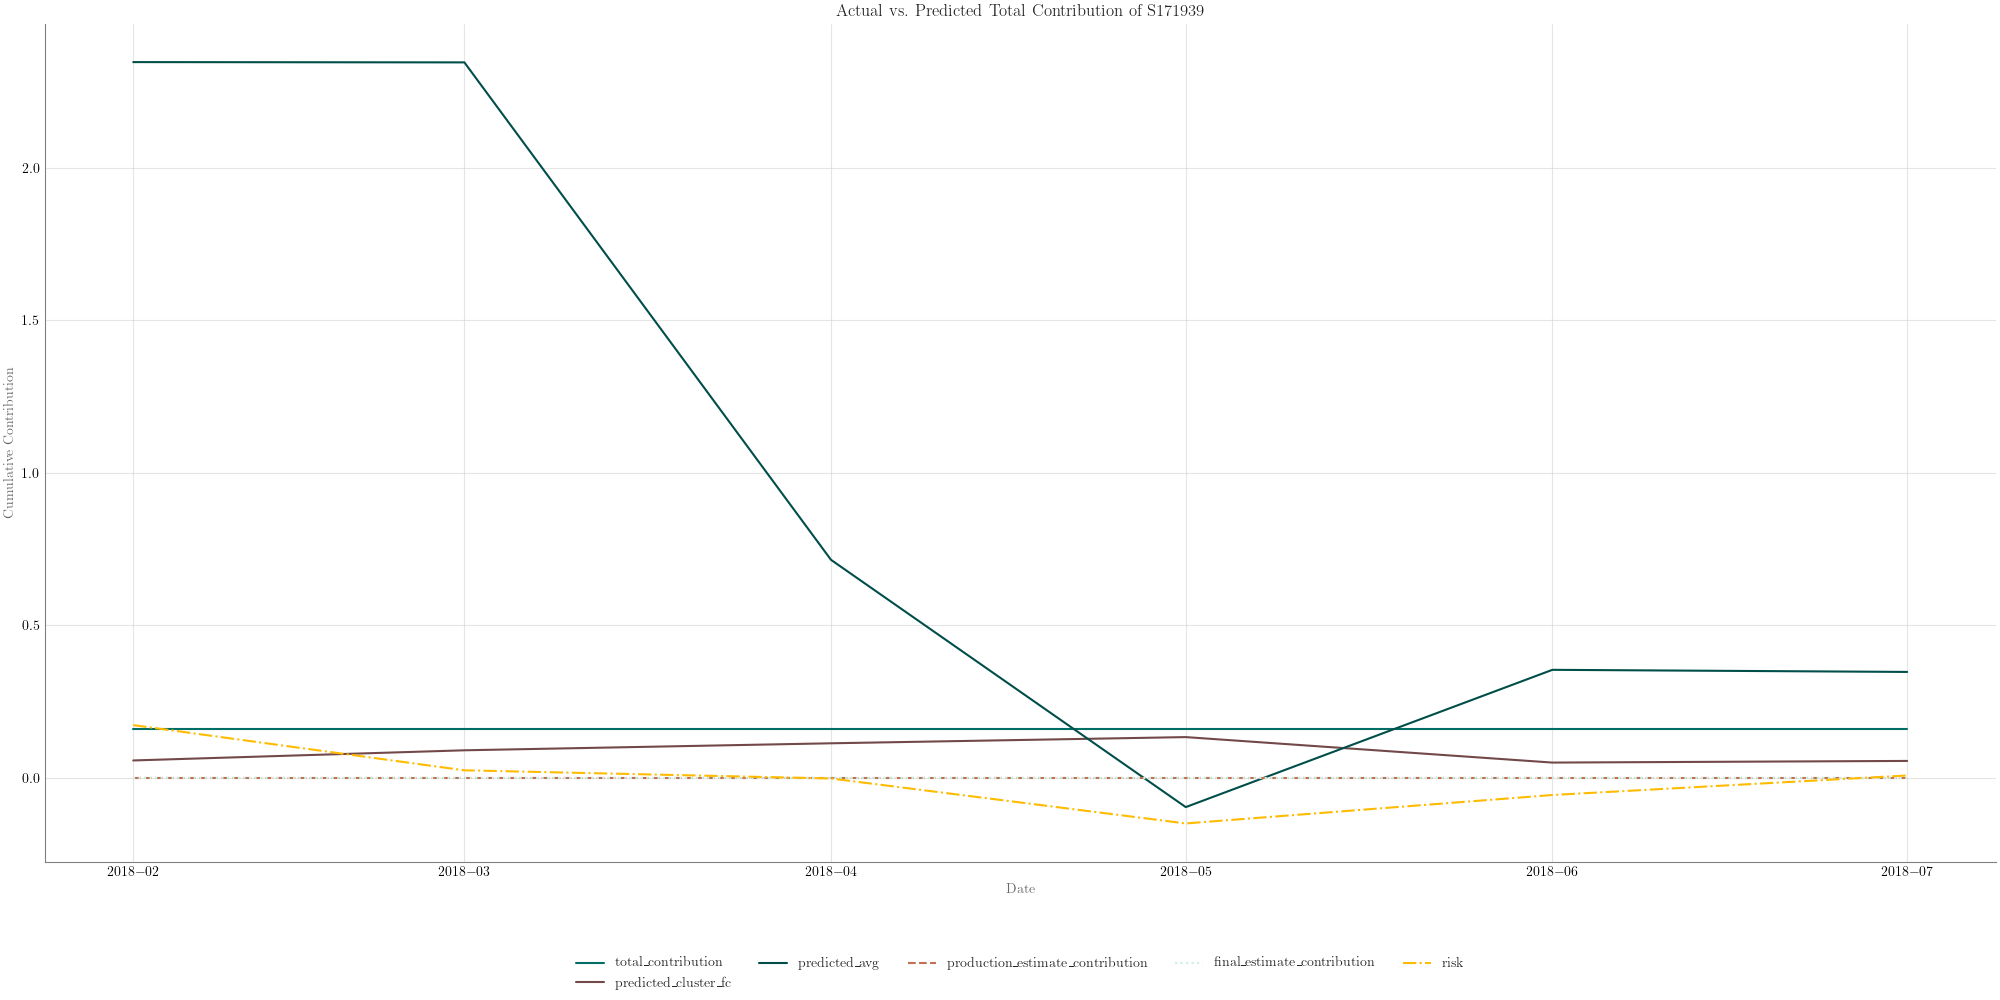 Actual vs. Predicted Total Contribution of S171939
Cumulative Contribution
2.0
1.5
1.0
0.5
0.0
2018−02 2018−03 2018−04 2018−05 2018−06 2018−07
Date
total_contribution predicted_avg production_estimate_contribution final_estimate_contribution risk
predicted_cluster_fc